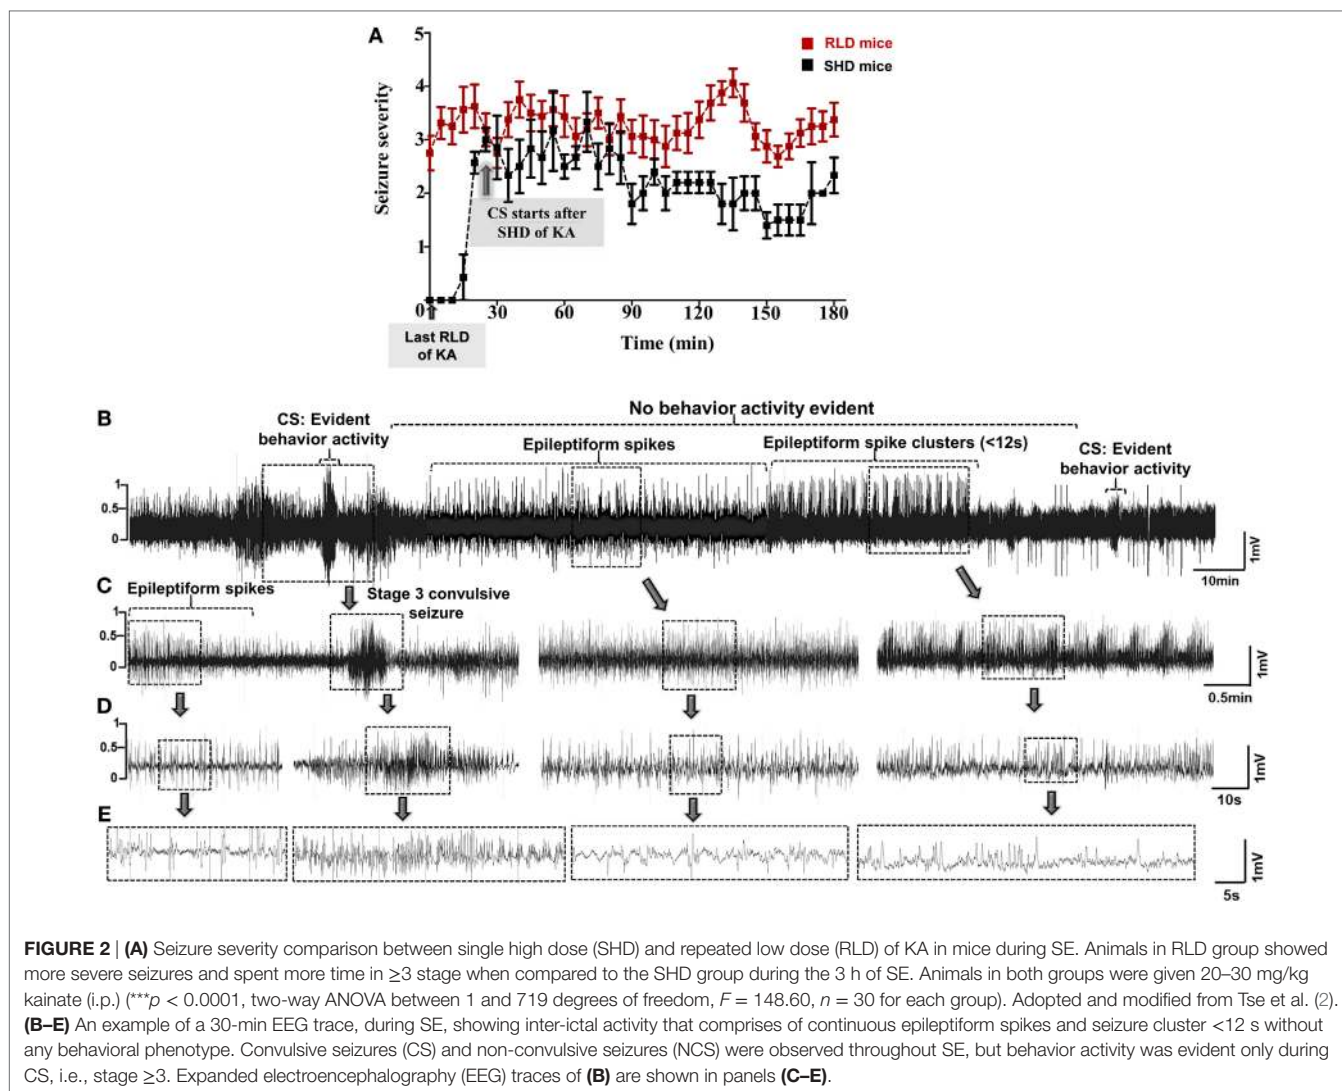 A
5
4
3
2
1
0
Seizure severity
RLD mice
SHD mice
CS starts after
SHD of KA
30
60
90
120
150
180
Last RLD
of KA
Time (min)
B
CS: Evident
behavior activity
No behavior activity evident
Epileptiform spikes
Epileptiform spike clusters (<12s)
CS: Evident
behavior activity
1
0.5
0
1mV
10min
C
Epileptiform spikes
Stage 3 convulsive
seizure
1
0.5
0
1mV
0.5min
D
1
0.5
0
1mV
10s
E
1mV
5s
FIGURE 2 | (A) Seizure severity comparison between single high dose (SHD) and repeated low dose (RLD) of KA in mice during SE. Animals in RLD group showed
more severe seizures and spent more time in ≥3 stage when compared to the SHD group during the 3 h of SE. Animals in both groups were given 20–30 mg/kg
kainate (i.p.) (***p < 0.0001, two-way ANOVA between 1 and 719 degrees of freedom, F = 148.60, n = 30 for each group). Adopted and modified from Tse et al. (2).
(B–E) An example of a 30-min EEG trace, during SE, showing inter-ictal activity that comprises of continuous epileptiform spikes and seizure cluster <12 s without
any behavioral phenotype. Convulsive seizures (CS) and non-convulsive seizures (NCS) were observed throughout SE, but behavior activity was evident only during
CS, i.e., stage ≥3. Expanded electroencephalography (EEG) traces of (B) are shown in panels (C–E).